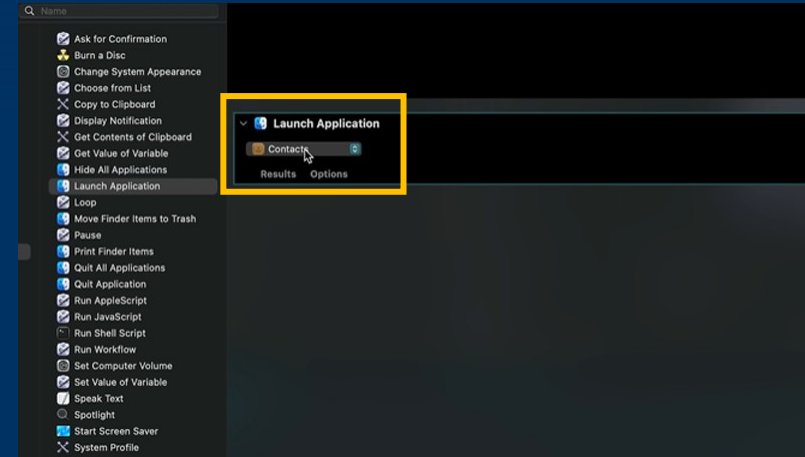 Name
Ask for Confirmation
Burn a Disc
Change System Appearance
Choose from List
Copy to Clipboard
Display Notification
Get Contents of Clipboard
Get Value of Variable
Hide All Applications
Launch Application
Loop
Move Finder Items to Trash
Pause
Print Finder Items
Quit All Applications
Quit Application
Run AppleScript
Run JavaScript
Run Shell Script
Run Workflow
Set Computer Volume
Set Value of Variable
Speak Text
Spotlight
Start Screen Saver
System Profile
Launch Application
Contacts
Results Options